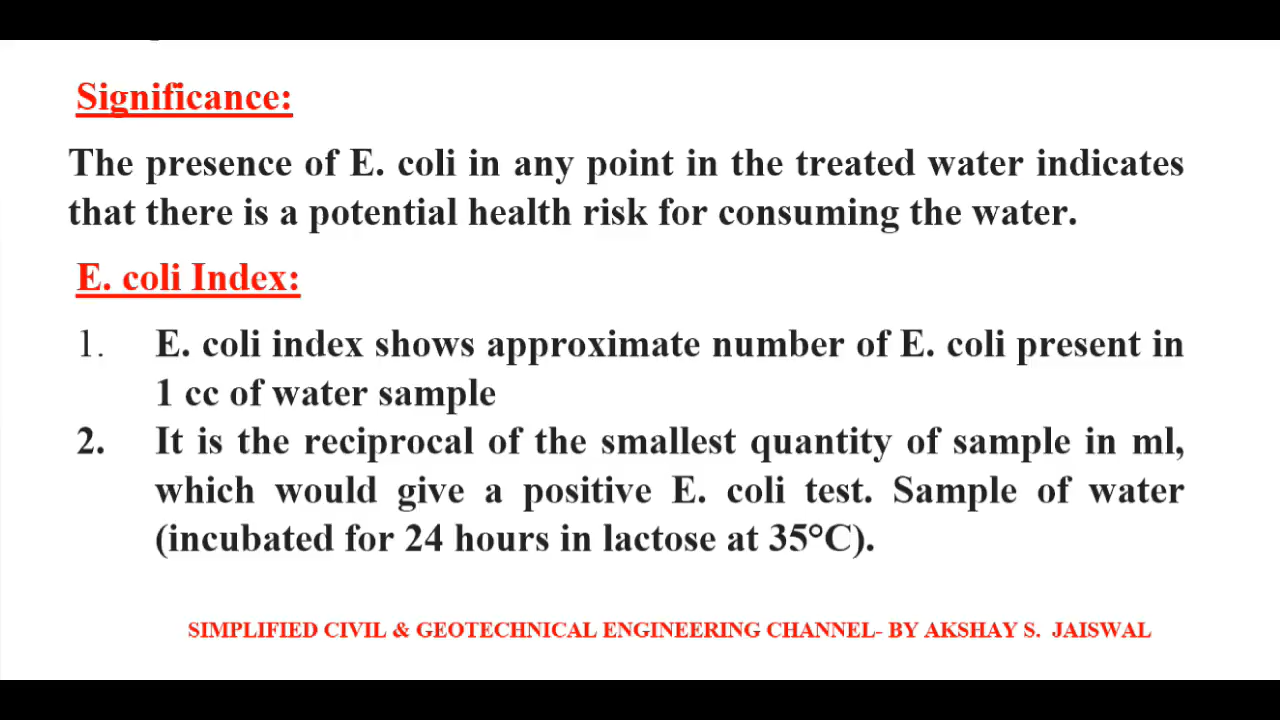 Significance:
The presence of E. coli in any point in the treated water indicates
that there is a potential health risk for consuming the water.
E. coli Index:
1. E. coli index shows approximate number of E. coli present in
1 cc of water sample
2. It is the reciprocal of the smallest quantity of sample in ml,
which would give a positive E. coli test. Sample of water
(incubated for 24 hours in lactose at 35°C).
SIMPLIFIED CIVIL & GEOTECHNICAL ENGINEERING CHANNEL- BY AKSHAY S. JAISWAL